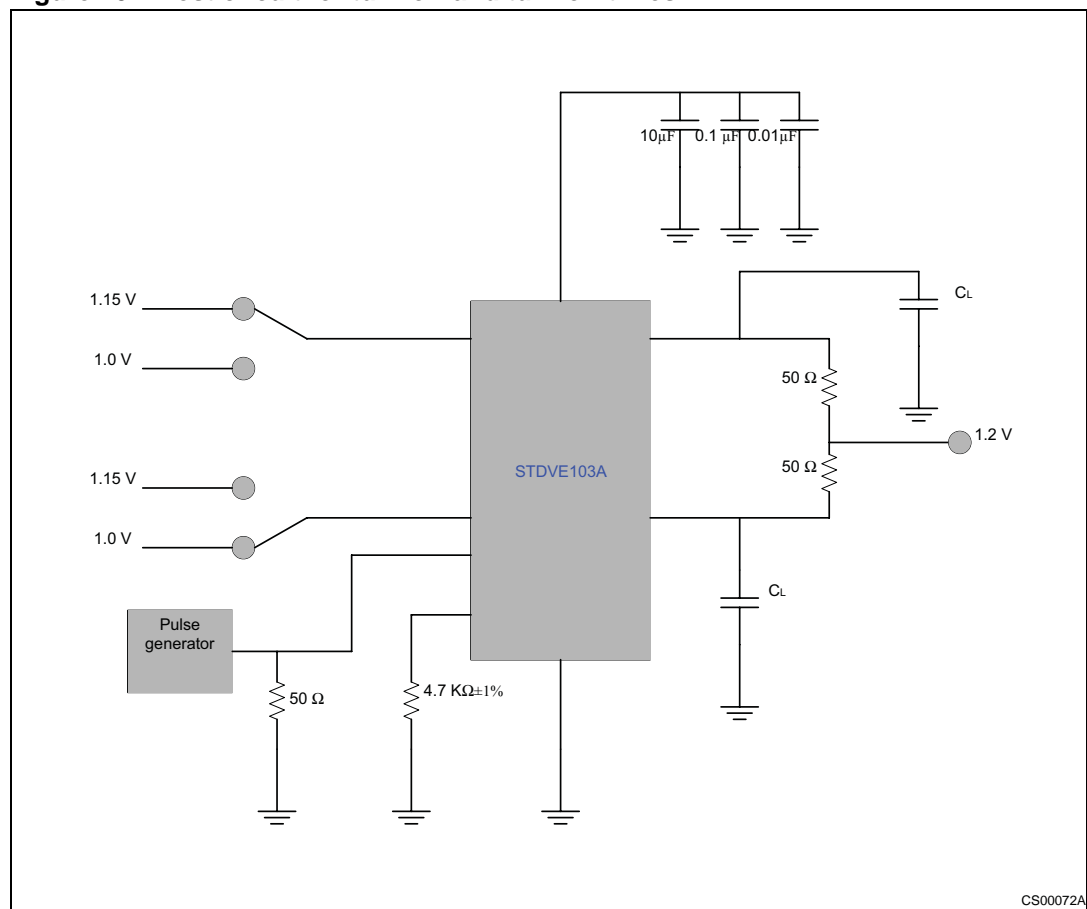 10µF 0.1 µF 0.01µF
1.15 V
CL
1.0 V
50 Ω
1.2 V
STDVE103A
50 Ω
1.15 V
1.0 V
CL
Pulse
generator
50 Ω
4.7 KΩ±1%
CS00072A